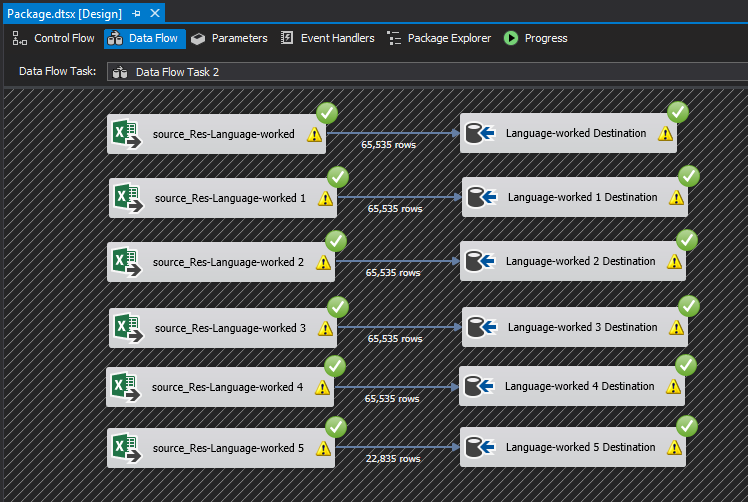 Package.dtsx [Design]
Control Flow
Data Flow
Parameters
Event Handlers
Package Explorer
Progress
Data Flow Task:
Data Flow Task 2
source_Res-Language-worked
65,535 rows
Language-worked Destination
source_Res-Language-worked 1
65,535 rows
Language-worked 1 Destination
source_Res-Language-worked 2
65,535 rows
Language-worked 2 Destination
source_Res-Language-worked 3
65,535 rows
Language-worked 3 Destination
source_Res-Language-worked 4
65,535 rows
Language-worked 4 Destination
source_Res-Language-worked 5
22,835 rows
Language-worked 5 Destination